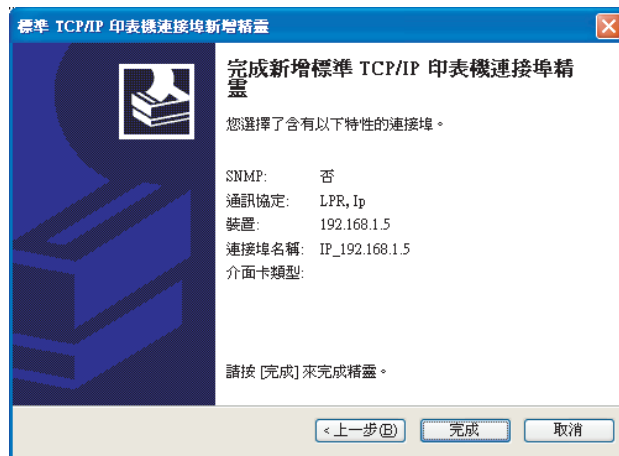 標準 TCP/IP 印表機連接埠新增精靈
完成新增標準 TCP/IP 印表機連接埠精
靈
您選擇了含有以下特性的連接埠。
SNMP: 否
通訊協定: LPR, Ip
裝置: 192.168.1.5
連接埠名稱: IP_192.168.1.5
介面卡類型:
請按 [完成] 來完成精靈。
<上一步(B) 完成 取消